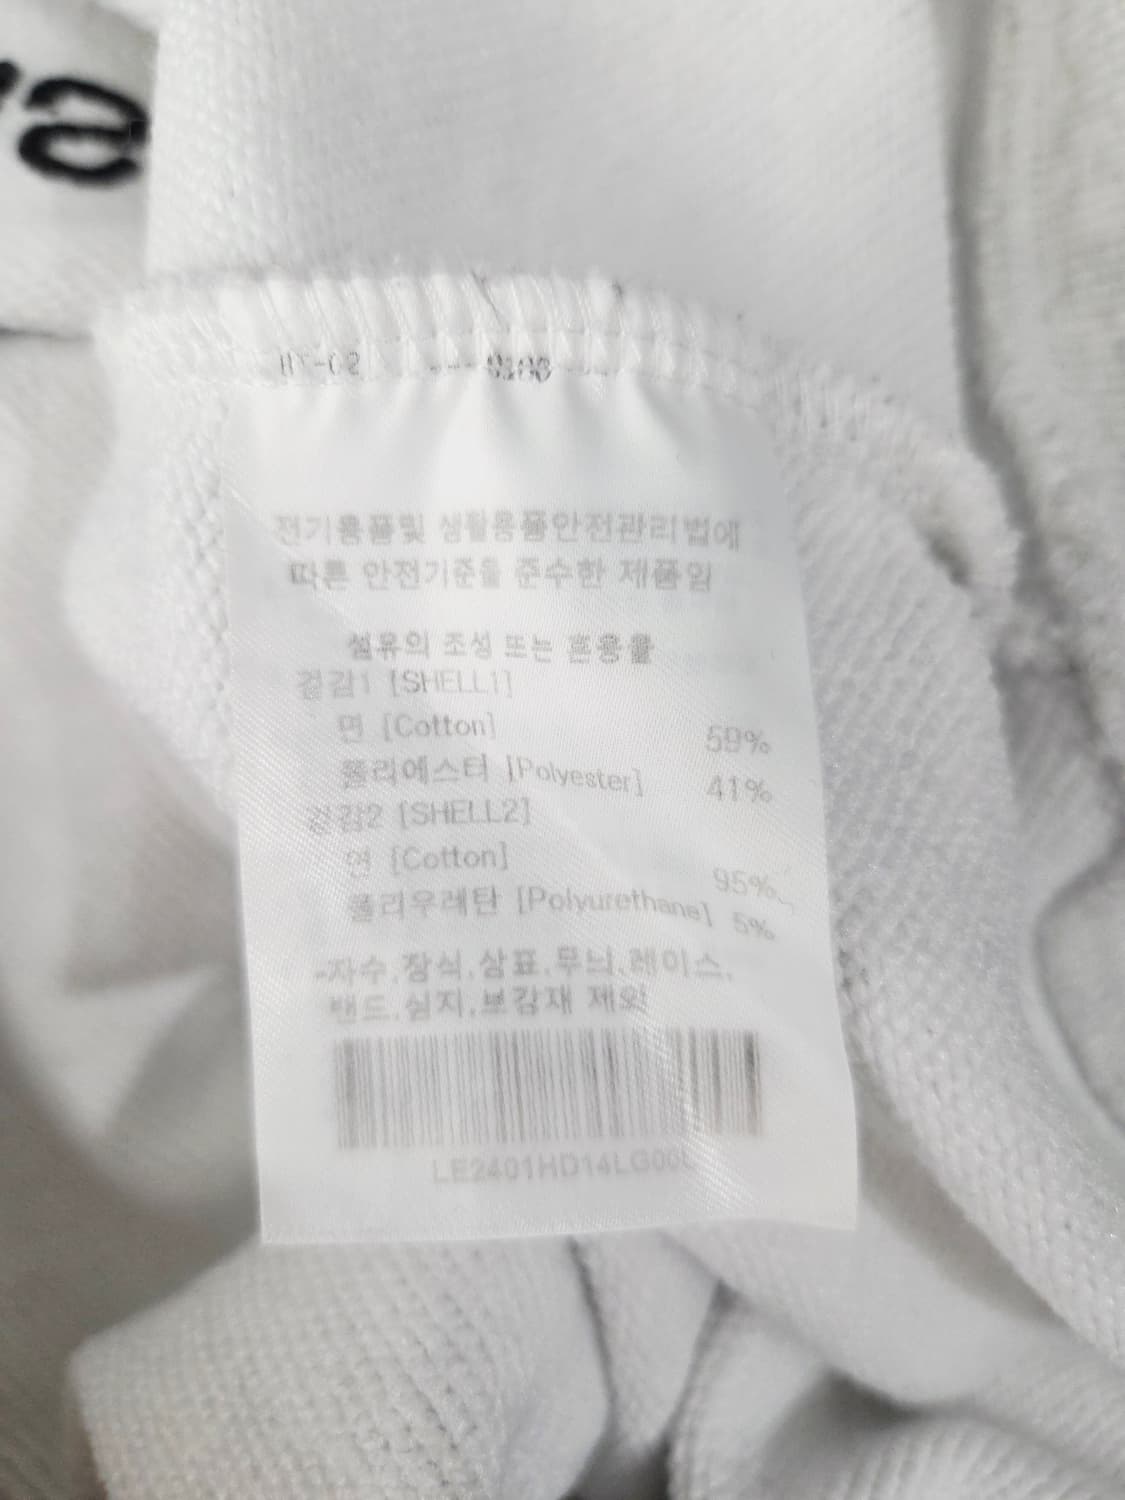 전기용품및 생활용품안전관리법에
따른 안전기준을 준수한 제품임
섬유의 조성 또는 혼용율
겉감1 [SHELL1]
면 [Cotton] 59%
폴리에스터 [Polyester] 41%
겉감2 [SHELL2]
면 [Cotton] 95%
폴리우레탄 [Polyurethane] 5%
-자수,장식,상표,무늬,레이스,
밴드,심지,보강재 제외